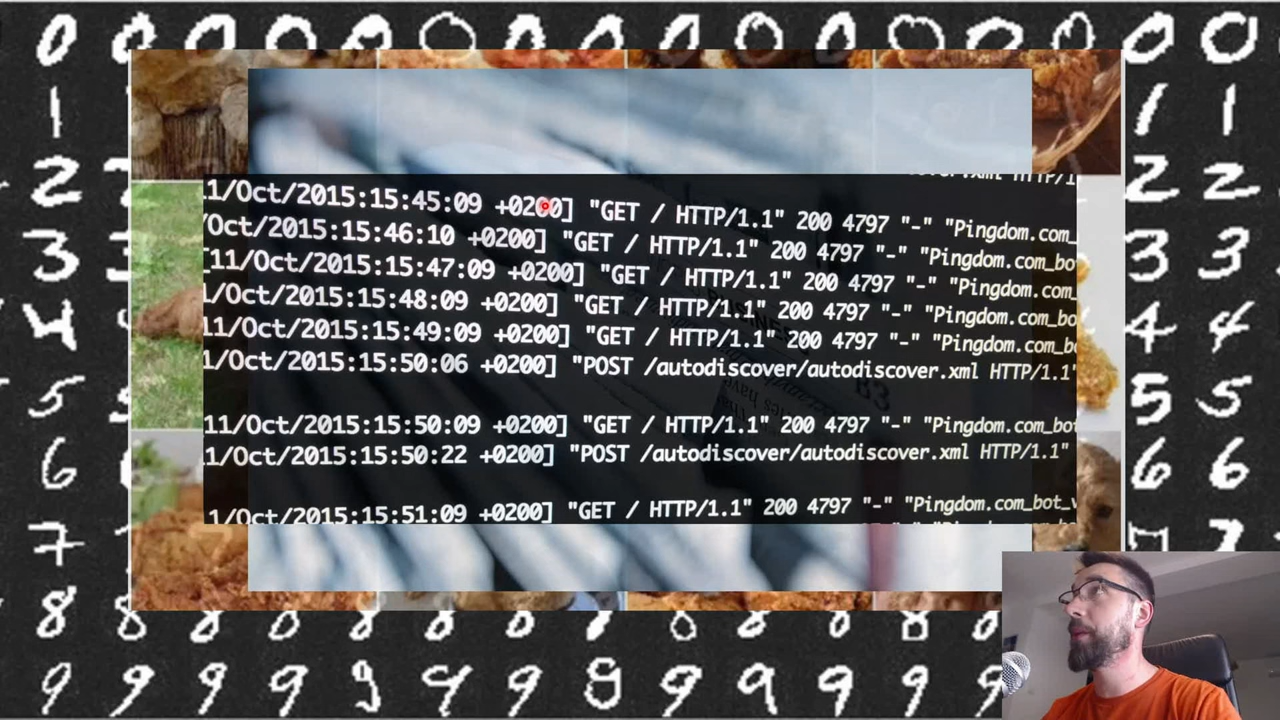 0 0 0 0 0 0 0 0 0 0 0 0 0 0 0 0
1 1 1
2 2 2 2
3 3 3 3
4 4 4
5 5 5 5
6 6 6
7 7
8 8 8 8 8 8 8 8 8 8 8 8 8
9 9 9 9 9 9 9 9 9 9 9 9 9
1/Oct/2015:15:45:09 +0200] "GET / HTTP/1.1" 200 4797 "-" "Pingdom.com_
/Oct/2015:15:46:10 +0200] "GET / HTTP/1.1" 200 4797 "-" "Pingdom.com_bo
11/Oct/2015:15:47:09 +0200] "GET / HTTP/1.1" 200 4797 "-" "Pingdom.com_
1/Oct/2015:15:48:09 +0200] "GET / HTTP/1.1" 200 4797 "-" "Pingdom.com_bo
11/Oct/2015:15:49:09 +0200] "GET / HTTP/1.1" 200 4797 "-" "Pingdom.com_
1/Oct/2015:15:50:06 +0200] "POST /autodiscover/autodiscover.xml HTTP/1.1"
11/Oct/2015:15:50:09 +0200] "GET / HTTP/1.1" 200 4797 "-" "Pingdom.com_bo
1/Oct/2015:15:50:22 +0200] "POST /autodiscover/autodiscover.xml HTTP/1.1"
1/Oct/2015:15:51:09 +0200] "GET / HTTP/1.1" 200 4797 "-" "Pingdom.com_bot_